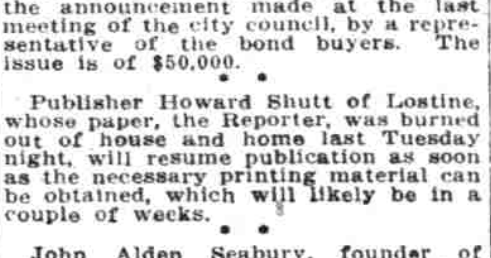 the announcement made at the last
meeting of the city council, by a repre-
sentative of the bond buyers. The
issue is of $50,000.
• •
Publisher Howard Shutt of Lostine,
whose paper, the Reporter, was burned
out of house and home last Tuesday
night, will resume publication as soon
as the necessary printing material can
be obtained, which will likely be in a
couple of weeks.
• •
John Alden Seabury, founder of